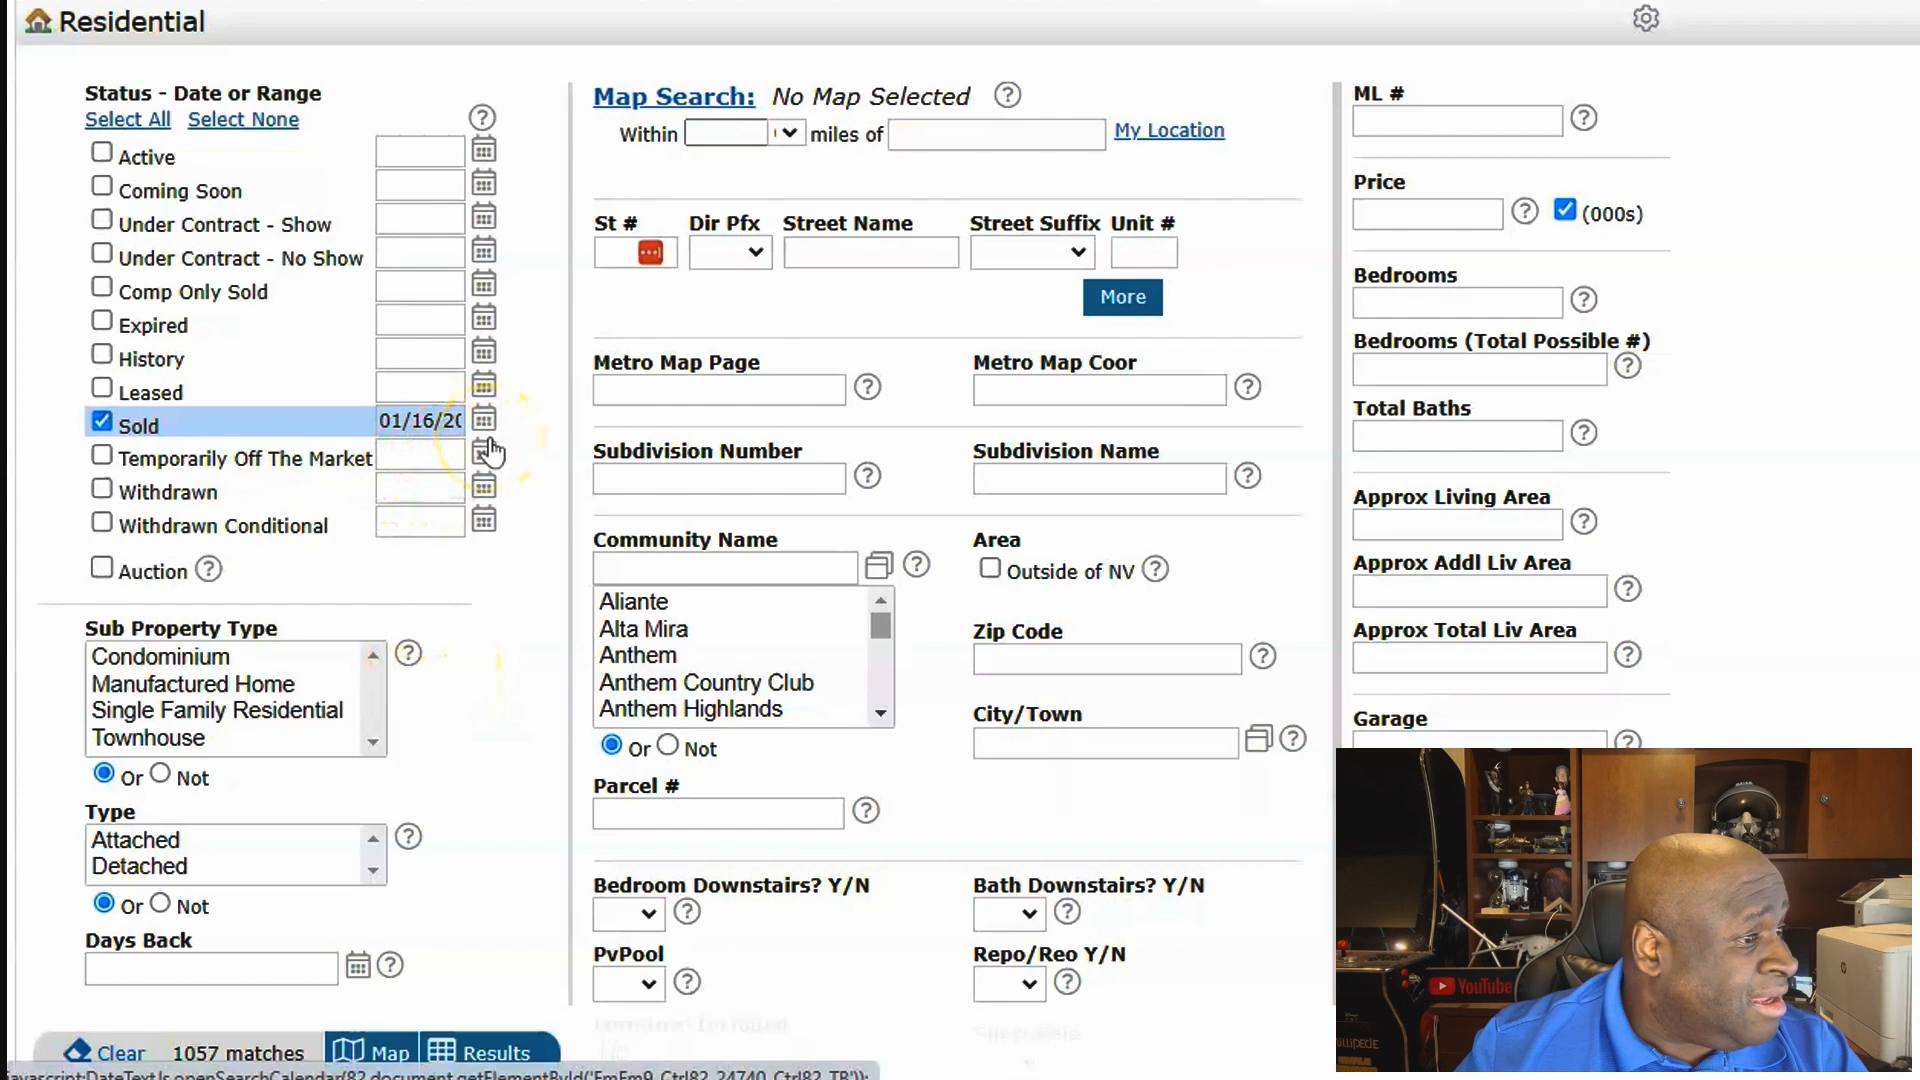 Residential
Status - Date or Range
Select All Select None
Active
Coming Soon
Under Contract - Show
Under Contract - No Show
Comp Only Sold
Expired
History
Leased
Sold 01/16/20
Temporarily Off The Market
Withdrawn
Withdrawn Conditional
Auction
Sub Property Type
Condominium
Manufactured Home
Single Family Residential
Townhouse
Or Not
Type
Attached
Detached
Or Not
Days Back
Clear 1057 matches Map Results
Map Search: No Map Selected
Within miles of My Location
St # Dir Pfx Street Name Street Suffix Unit #
More
Metro Map Page Metro Map Coor
Subdivision Number Subdivision Name
Community Name
Aliante
Alta Mira
Anthem
Anthem Country Club
Anthem Highlands
Or Not
Area
Outside of NV
Zip Code
City/Town
Parcel #
Bedroom Downstairs? Y/N Bath Downstairs? Y/N
PvPool Repo/Reo Y/N
ML #
Price
(000s)
Bedrooms
Bedrooms (Total Possible #)
Total Baths
Approx Living Area
Approx Addl Liv Area
Approx Total Liv Area
Garage
YouTube